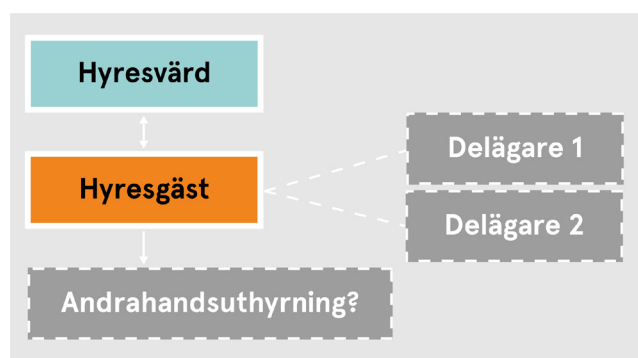 Hyresvärd
Hyresgäst
Delägare 1
Delägare 2
Andrahandsuthyrning?